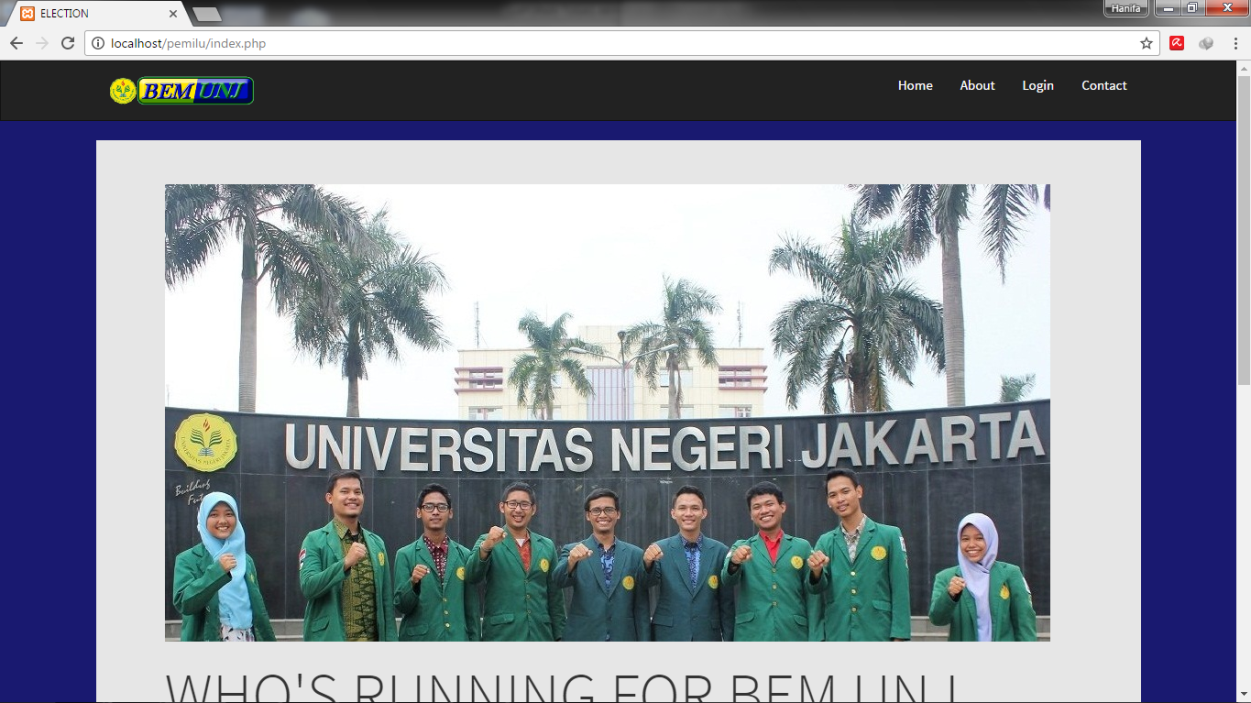 ELECTION
Hanifa
localhost/pemilu/index.php
BEM UNJ
Home About Login Contact
UNIVERSITAS NEGERI JAKARTA
Building
WHO'S RUNNING FOR BEM UNJ